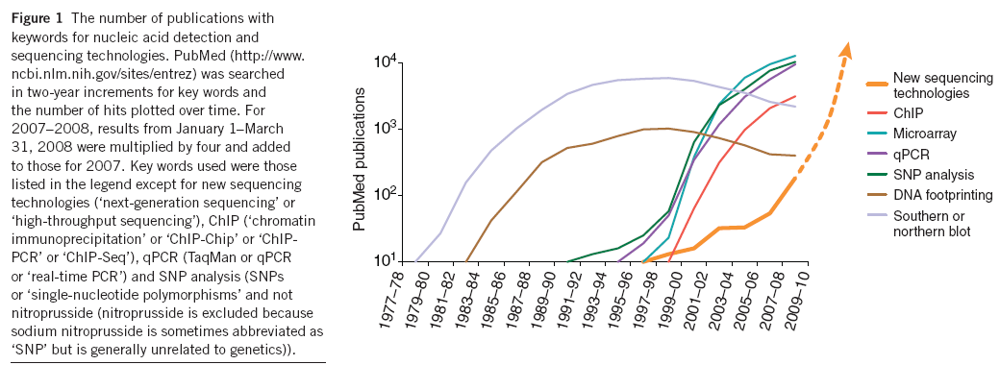 Figure 1 The number of publications with
keywords for nucleic acid detection and
sequencing technologies. PubMed (http://www.
ncbi.nlm.nih.gov/sites/entrez) was searched
in two-year increments for key words and
the number of hits plotted over time. For
2007–2008, results from January 1–March
31, 2008 were multiplied by four and added
to those for 2007. Key words used were those
listed in the legend except for new sequencing
technologies (‘next-generation sequencing’ or
‘high-throughput sequencing’), ChIP (‘chromatin
immunoprecipitation’ or ‘ChIP-Chip’ or ‘ChIP-
PCR’ or ‘ChIP-Seq’), qPCR (TaqMan or qPCR
or ‘real-time PCR’) and SNP analysis (SNPs
or ‘single-nucleotide polymorphisms’ and not
nitroprusside (nitroprusside is excluded because
sodium nitroprusside is sometimes abbreviated as
‘SNP’ but is generally unrelated to genetics)).
PubMed publications
10⁴
10³
10²
10¹
1977–78
1979–80
1981–82
1983–84
1985–86
1987–88
1989–90
1991–92
1993–94
1995–96
1997–98
1999–00
2001–02
2003–04
2005–06
2007–08
2009–10
New sequencing
technologies
ChIP
Microarray
qPCR
SNP analysis
DNA footprinting
Southern or
northern blot